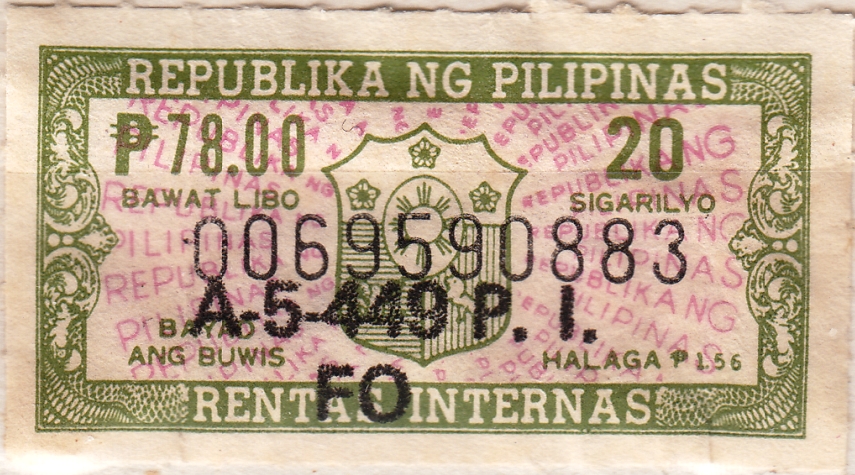 REPUBLIKA NG PILIPINAS
₱78.00
BAWAT LIBO
20
SIGARILYO
0069590883
A-5-449 P. I.
BAYAD
ANG BUWIS
HALAGA ₱ 1.56
FO
RENTAS INTERNAS